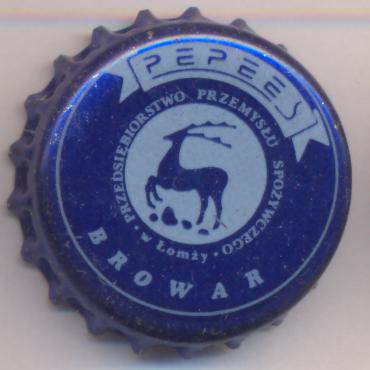 PEPEES
PRZEDSIĘBIORSTWO PRZEMYSŁU SPOŻYWCZEGO
· w Łomży ·
BROWAR